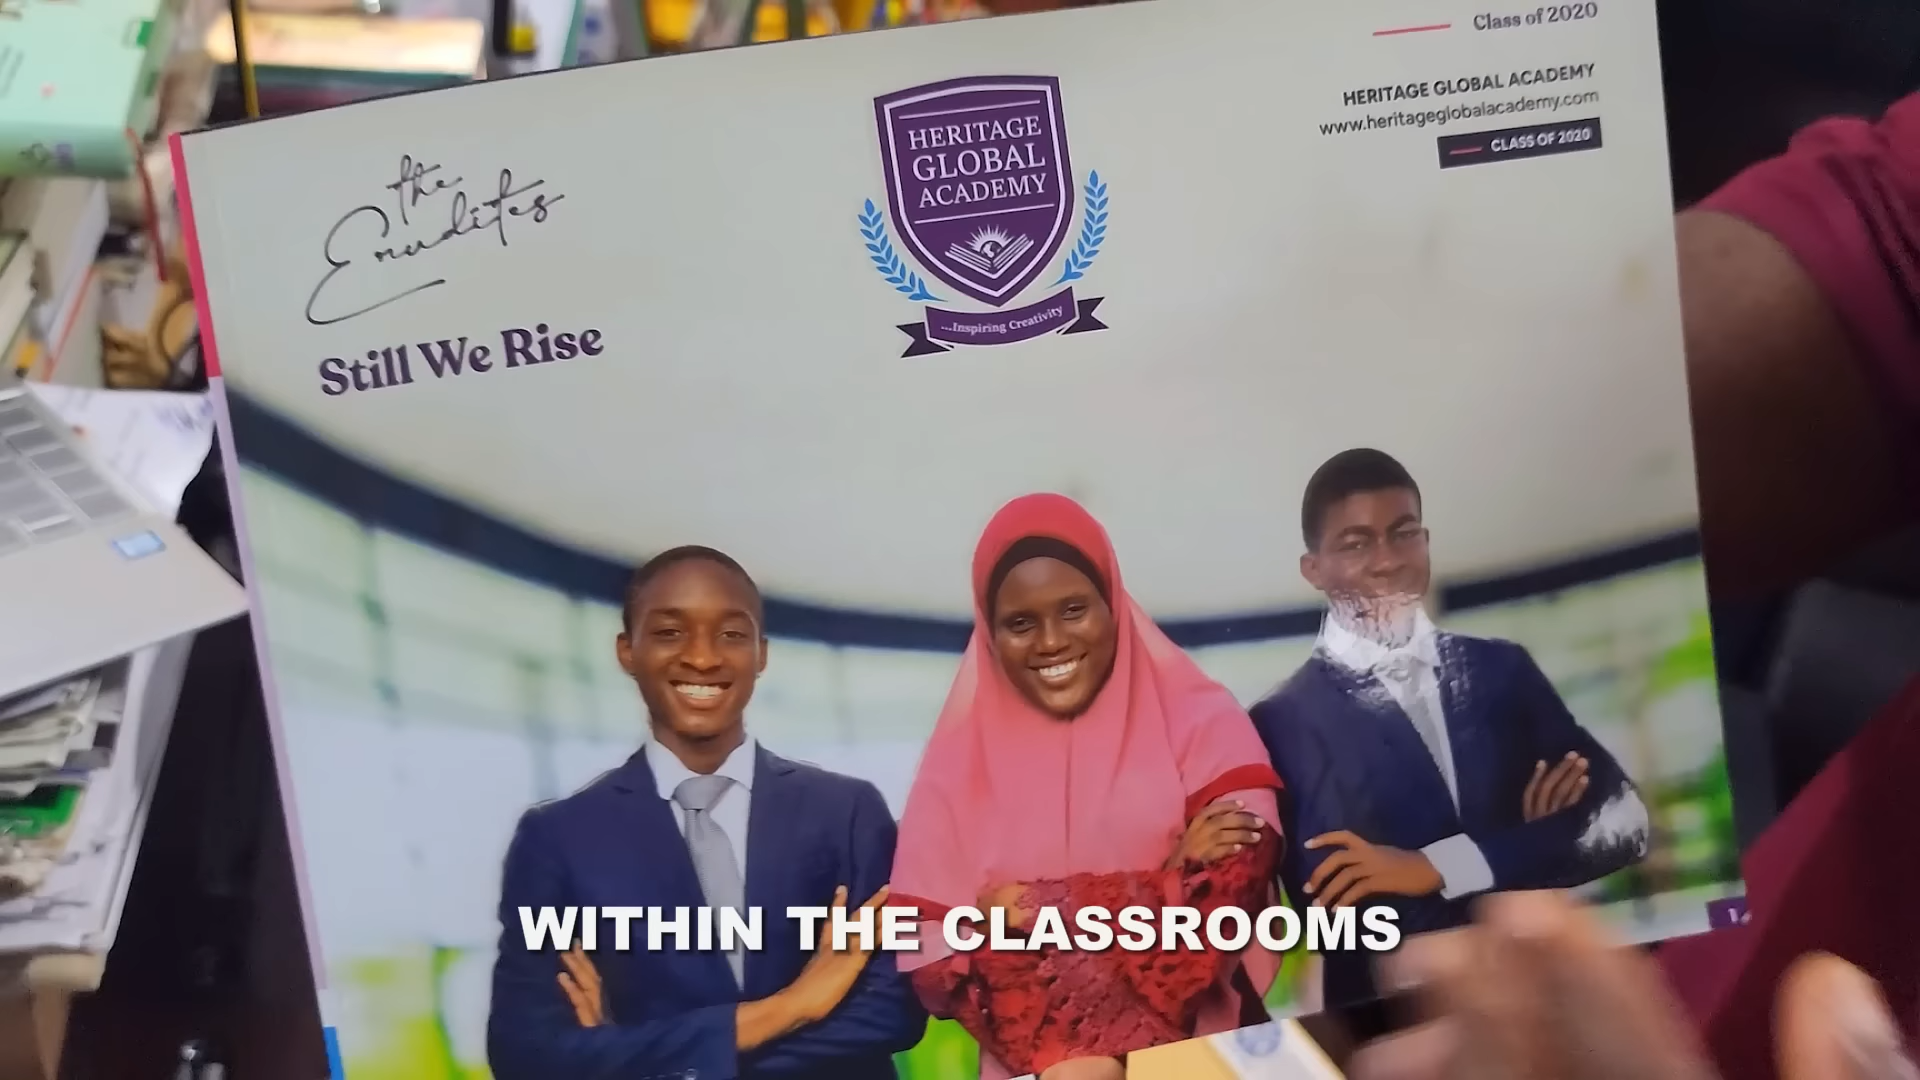 Class of 2020
HERITAGE GLOBAL ACADEMY
www.heritageglobalacademy.com
CLASS OF 2020
the
Erudites
Still We Rise
HERITAGE
GLOBAL
ACADEMY
...Inspiring Creativity
WITHIN THE CLASSROOMS